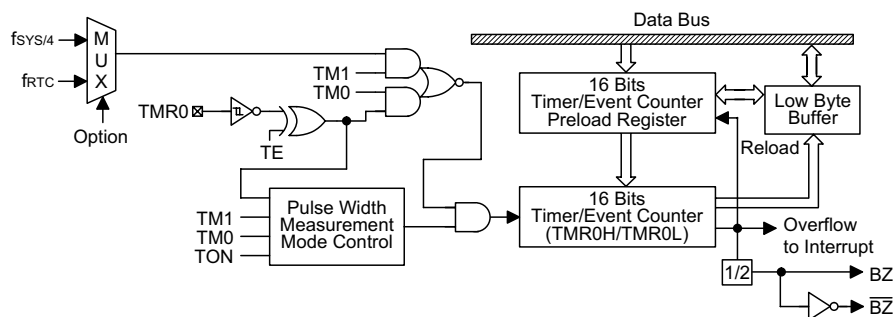 Data Bus
fSYS/4
fRTC
M
U
X
Option
TM1
TM0
TMR0
TE
16 Bits
Timer/Event Counter
Preload Register
Low Byte
Buffer
Reload
TM1
TM0
TON
Pulse Width
Measurement
Mode Control
16 Bits
Timer/Event Counter
(TMR0H/TMR0L)
Overflow
to Interrupt
1/2
BZ
B̅Z̅